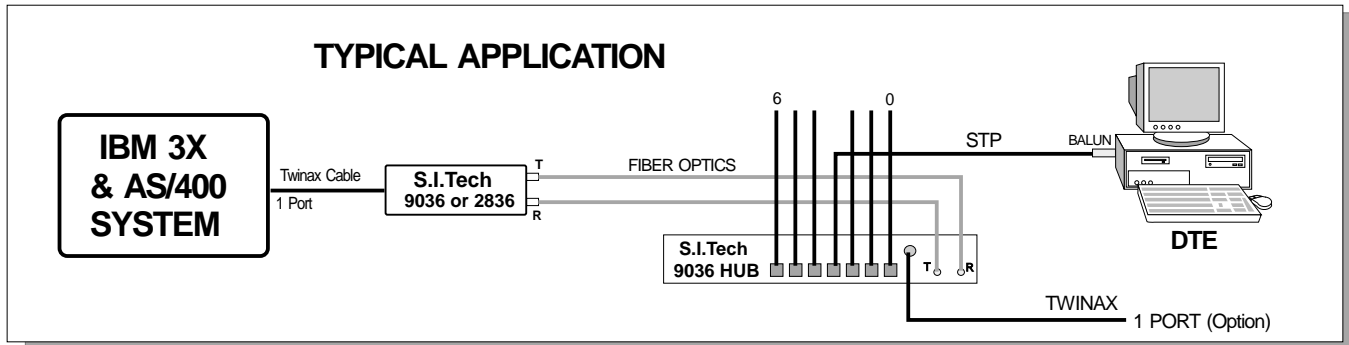 TYPICAL APPLICATION
IBM 3X
& AS/400
SYSTEM
Twinax Cable
1 Port
S.I.Tech
9036 or 2836
T
R
FIBER OPTICS
6
0
STP
BALUN
DTE
S.I.Tech
9036 HUB
T
R
TWINAX
1 PORT (Option)